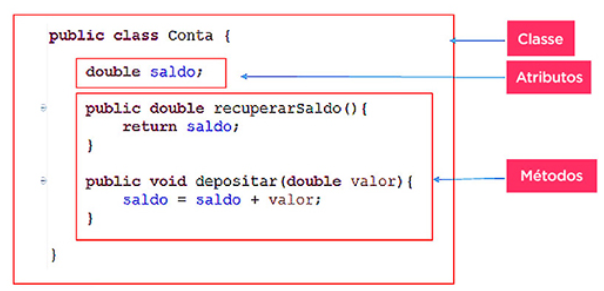 public class Conta {
Classe
double saldo;
Atributos
public double recuperarSaldo(){
return saldo;
}
public void depositar(double valor){
Métodos
saldo = saldo + valor;
}
}